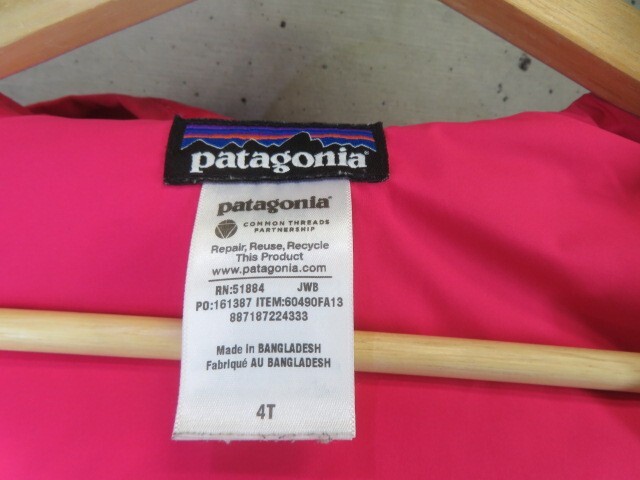 patagonia®
patagonia®
COMMON THREADS
PARTNERSHIP
Repair, Reuse, Recycle
This Product
www.patagonia.com
RN:51884 JWB
PO:161387 ITEM:60490FA13
887187224333
Made in BANGLADESH
Fabriqué AU BANGLADESH
4T